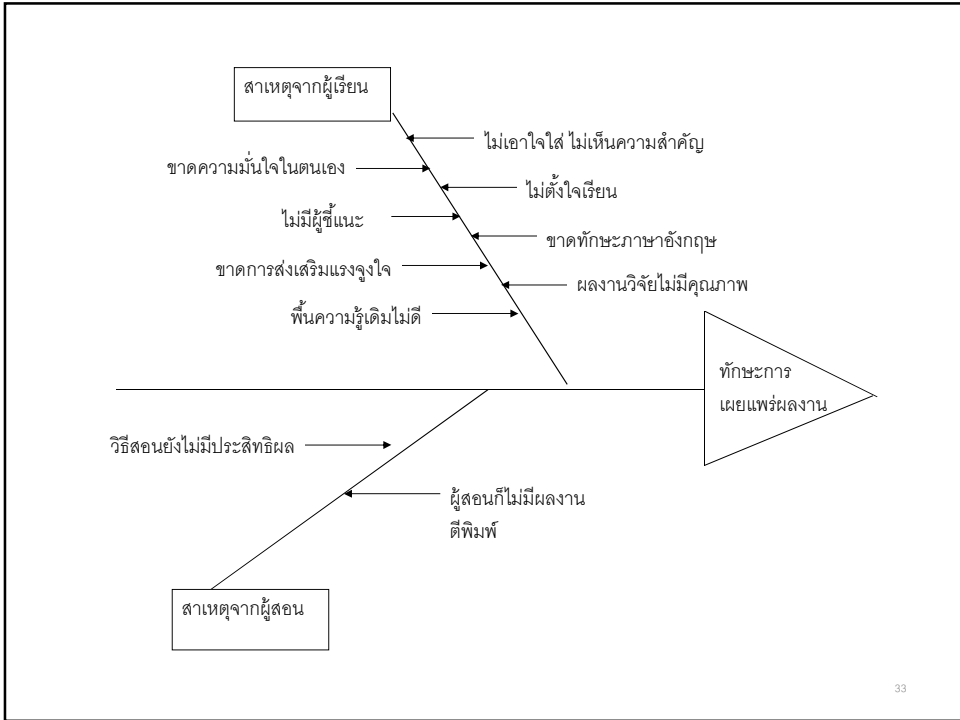 สาเหตุจากผู้เรียน
ไม่เอาใจใส่ ไม่เห็นความสำคัญ
ขาดความมั่นใจในตนเอง
ไม่ตั้งใจเรียน
ไม่มีผู้ชี้แนะ
ขาดทักษะภาษาอังกฤษ
ขาดการส่งเสริมแรงจูงใจ
ผลงานวิจัยไม่มีคุณภาพ
พื้นความรู้เดิมไม่ดี
ทักษะการ
เผยแพร่ผลงาน
วิธีสอนยังไม่มีประสิทธิผล
ผู้สอนก็ไม่มีผลงาน
ตีพิมพ์
สาเหตุจากผู้สอน
33